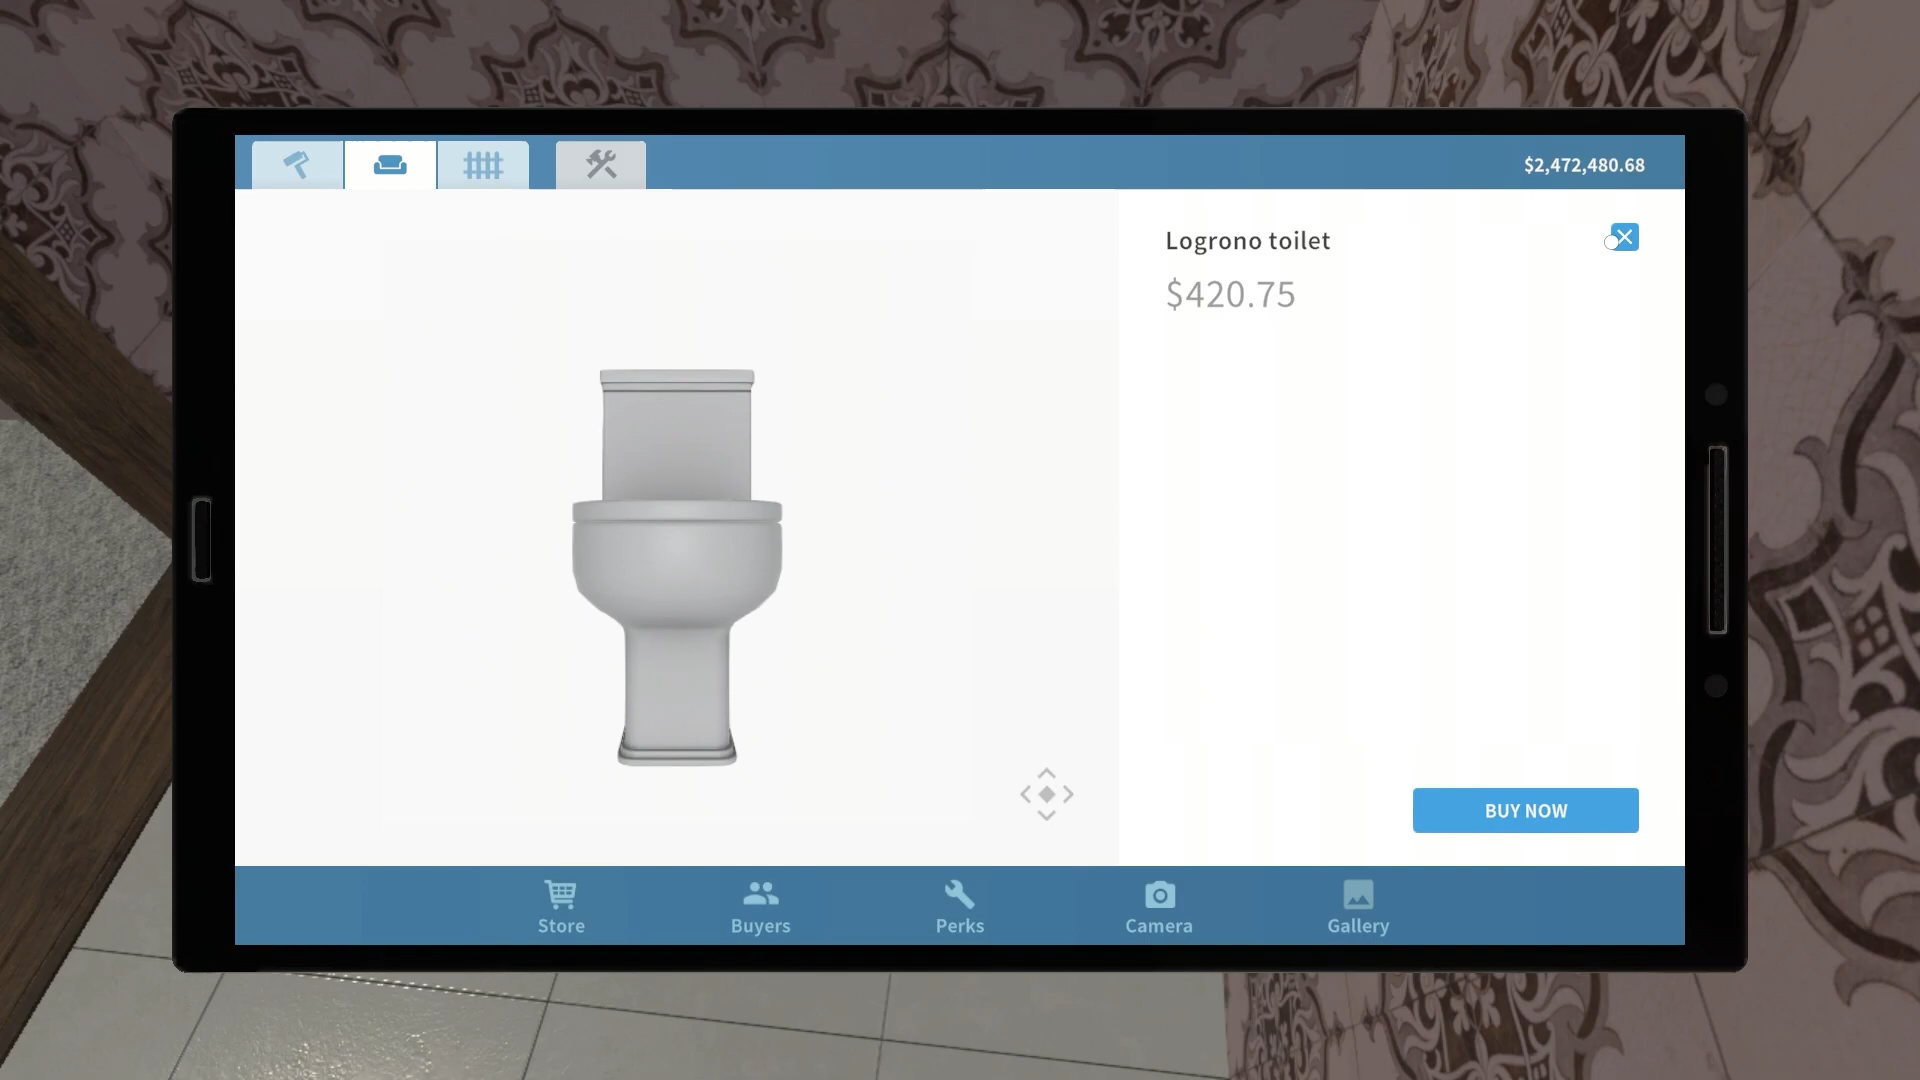 $2,472,480.68
Logrono toilet
$420.75
BUY NOW
Store
Buyers
Perks
Camera
Gallery